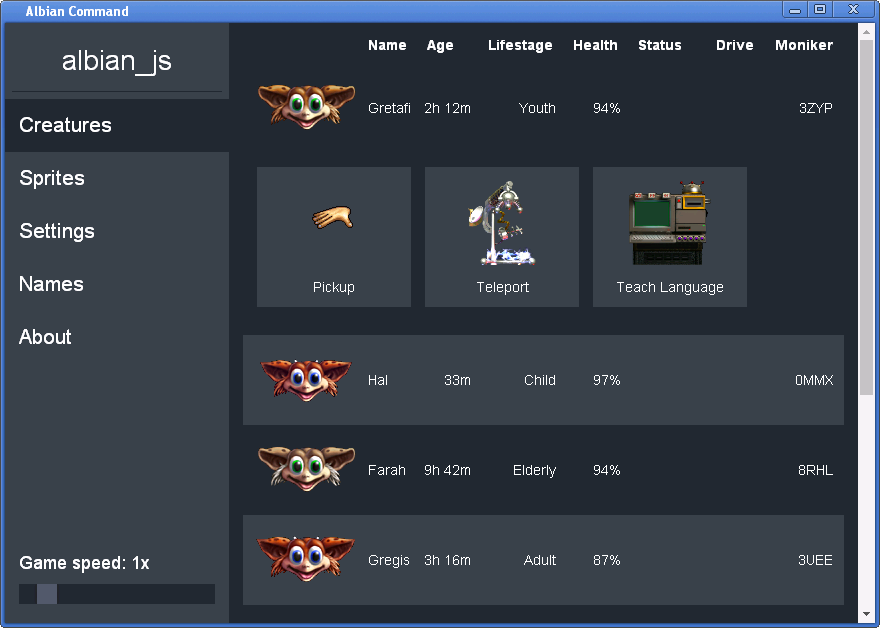 Albian Command
albian_js
Creatures
Sprites
Settings
Names
About
Game speed: 1x
Name Age Lifestage Health Status Drive Moniker
Gretafi 2h 12m Youth 94% 3ZYP
Pickup Teleport Teach Language
Hal 33m Child 97% 0MMX
Farah 9h 42m Elderly 94% 8RHL
Gregis 3h 16m Adult 87% 3UEE